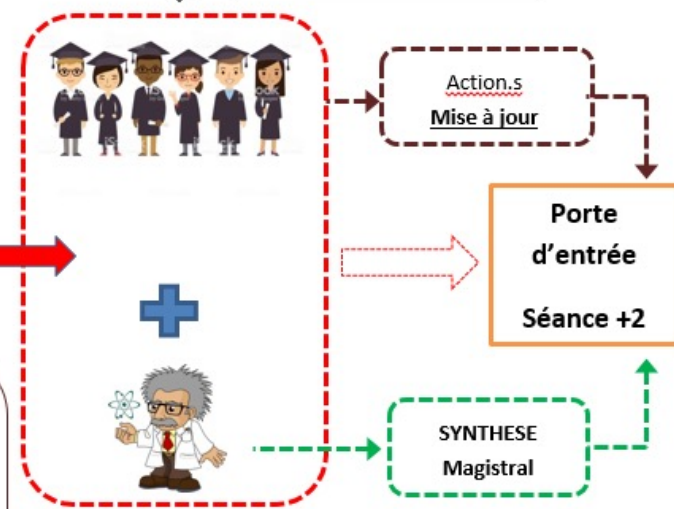 Action.s
Mise à jour
Porte
d'entrée
Séance +2
SYNTHESE
Magistral